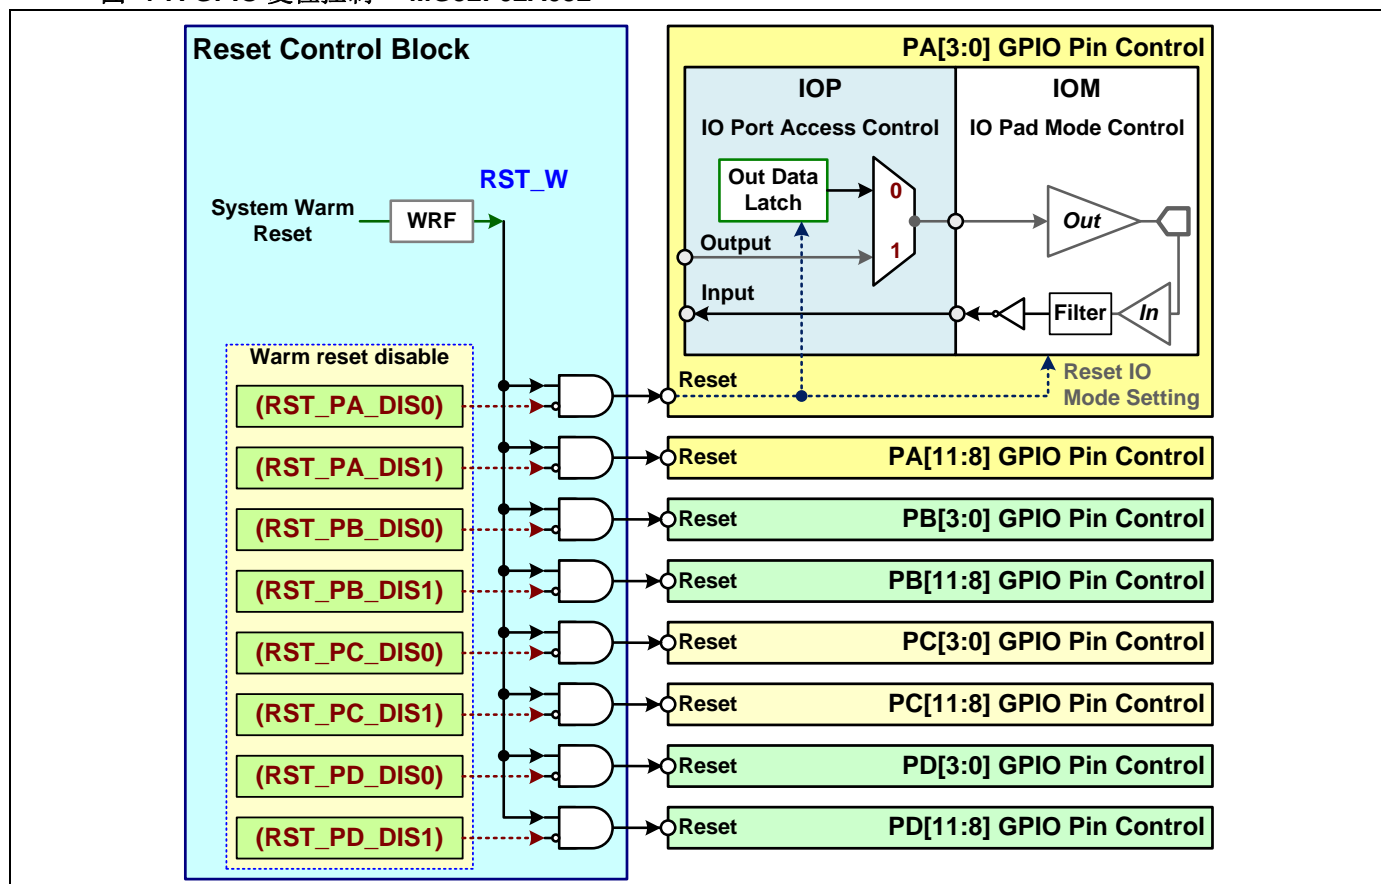 Reset Control Block
RST_W
System Warm
Reset
WRF
Warm reset disable
(RST_PA_DIS0)
(RST_PA_DIS1)
(RST_PB_DIS0)
(RST_PB_DIS1)
(RST_PC_DIS0)
(RST_PC_DIS1)
(RST_PD_DIS0)
(RST_PD_DIS1)
PA[3:0] GPIO Pin Control
IOP
IO Port Access Control
IOM
IO Pad Mode Control
Out Data
Latch
0
1
Output
Input
Out
In
Filter
Reset
Reset IO
Mode Setting
Reset PA[11:8] GPIO Pin Control
Reset PB[3:0] GPIO Pin Control
Reset PB[11:8] GPIO Pin Control
Reset PC[3:0] GPIO Pin Control
Reset PC[11:8] GPIO Pin Control
Reset PD[3:0] GPIO Pin Control
Reset PD[11:8] GPIO Pin Control